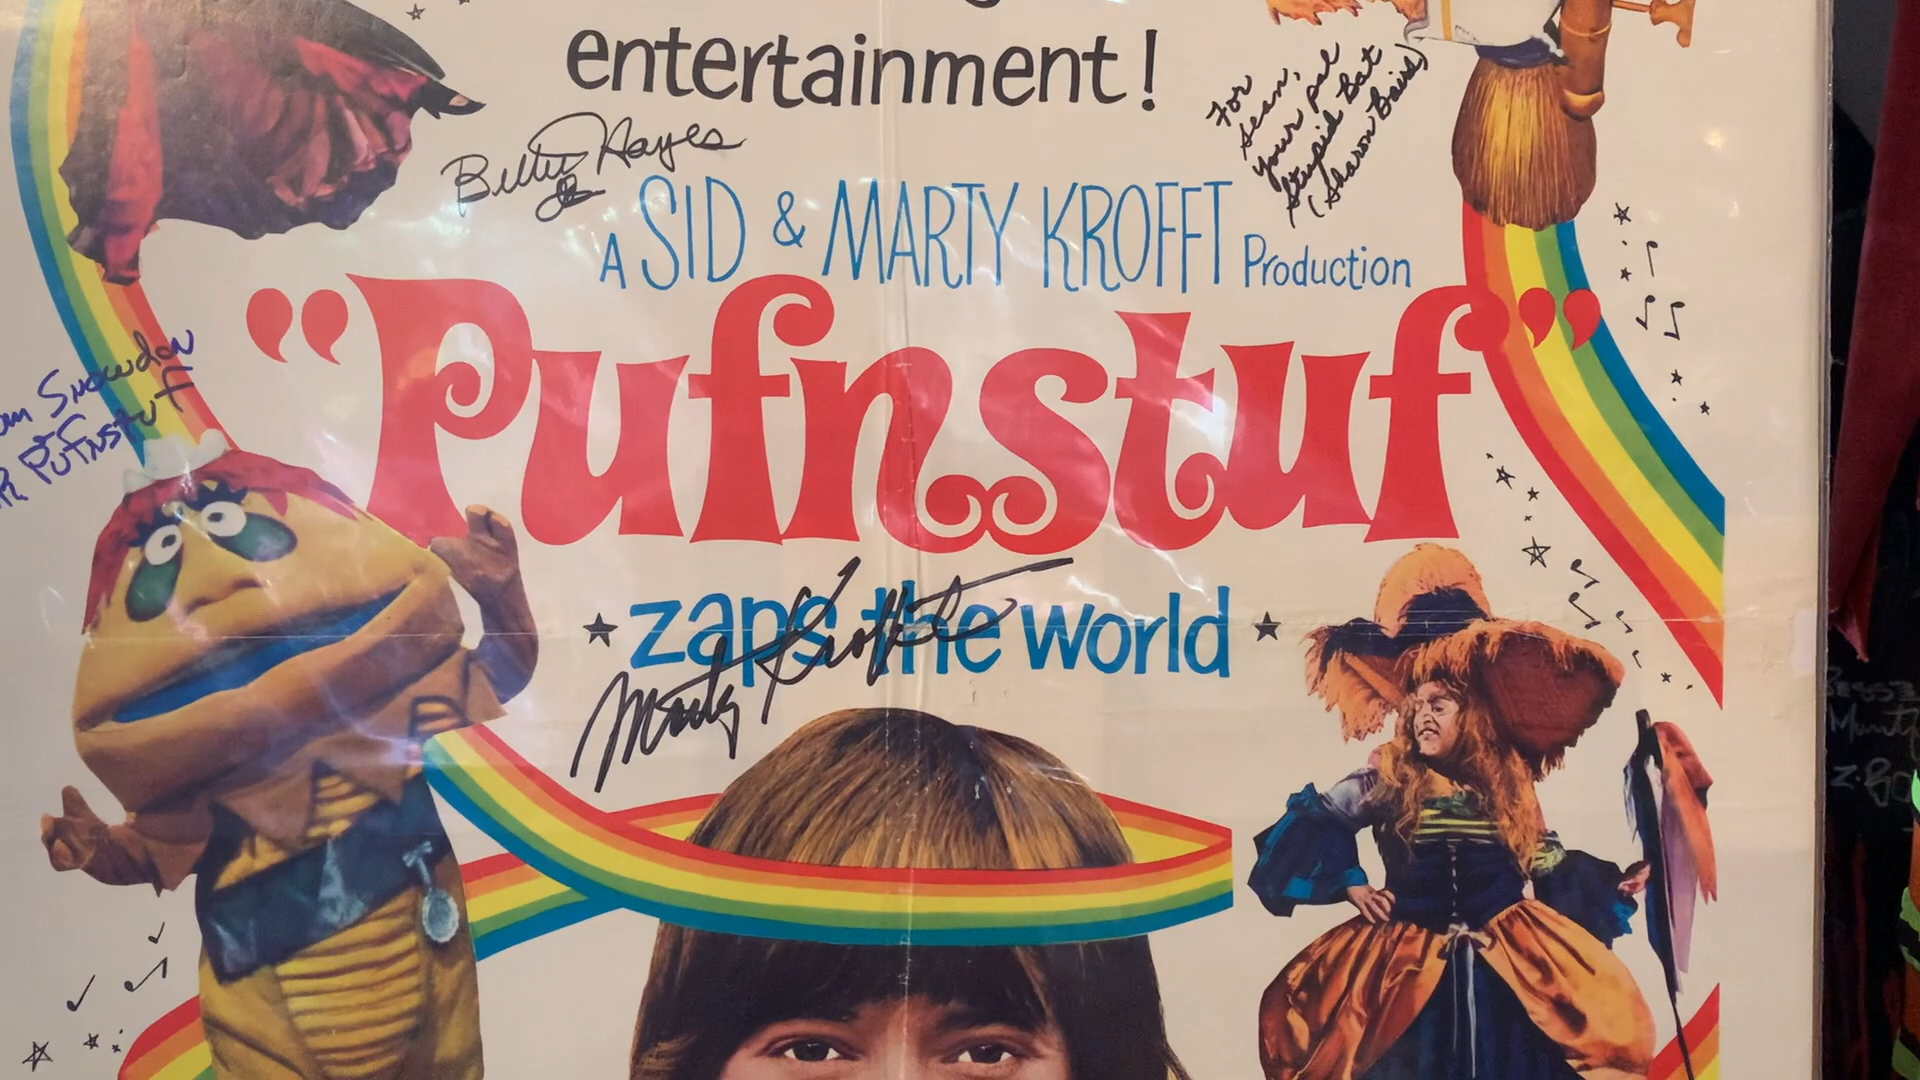 entertainment!
Billie Hayes
For
Sean,
your pal
Stupid Bat
(Sharon Baird)
A SID & MARTY KROFFT Production
"Pufnstuf"
Snowdon
PUFNSTUF
zaps the world
Marty Krofft